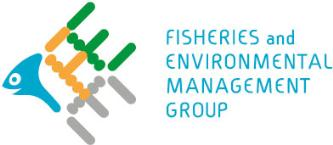 FISHERIES and
ENVIRONMENTAL
MANAGEMENT
GROUP